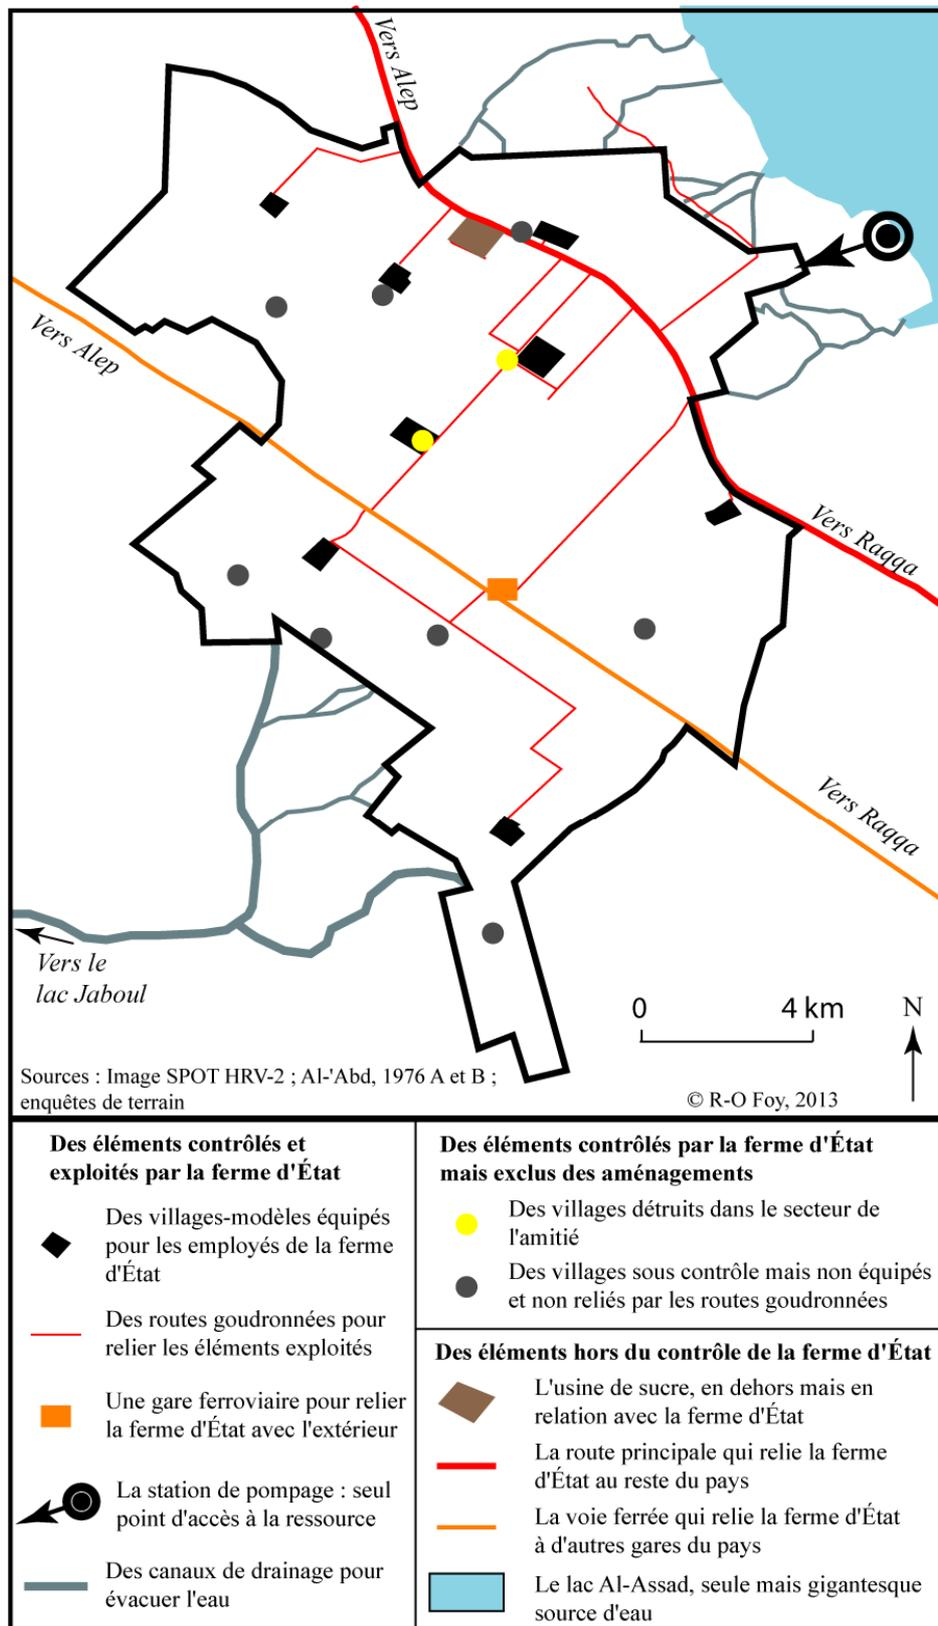 Vers Alep
Vers Alep
Vers Raqqa
Vers Raqqa
Vers le
lac Jaboul
0 4 km N
Sources : Image SPOT HRV-2 ; Al-'Abd, 1976 A et B ;
enquêtes de terrain
© R-O Foy, 2013
Des éléments contrôlés et
exploités par la ferme d'État
Des villages-modèles équipés
pour les employés de la ferme
d'État
Des routes goudronnées pour
relier les éléments exploités
Une gare ferroviaire pour relier
la ferme d'État avec l'extérieur
La station de pompage : seul
point d'accès à la ressource
Des canaux de drainage pour
évacuer l'eau
Des éléments contrôlés par la ferme d'État
mais exclus des aménagements
Des villages détruits dans le secteur de
l'amitié
Des villages sous contrôle mais non équipés
et non reliés par les routes goudronnées
Des éléments hors du contrôle de la ferme d'État
L'usine de sucre, en dehors mais en
relation avec la ferme d'État
La route principale qui relie la ferme
d'État au reste du pays
La voie ferrée qui relie la ferme d'État
à d'autres gares du pays
Le lac Al-Assad, seule mais gigantesque
source d'eau